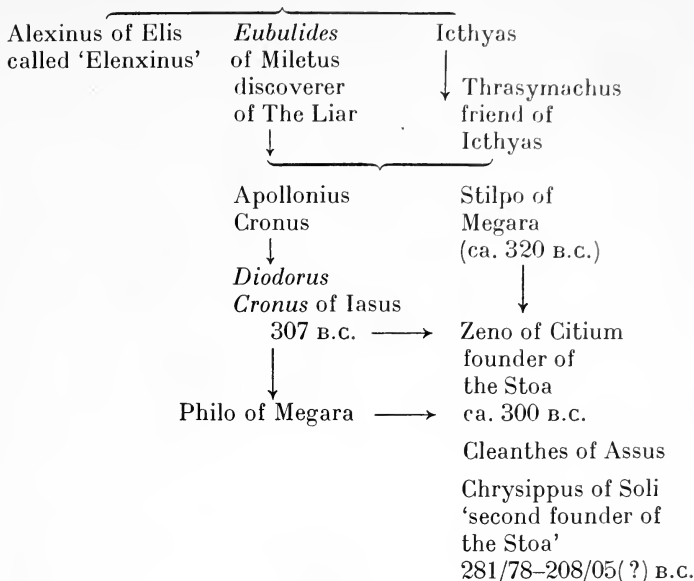 Alexinus of Elis
called 'Elenxinus'
Eubulides
of Miletus
discoverer
of The Liar
Icthyas
Thrasymachus
friend of
Icthyas
Apollonius
Cronus
Stilpo of
Megara
(ca. 320 B.C.)
Diodorus
Cronus of Iasus
307 B.C.
Zeno of Citium
founder of
the Stoa
ca. 300 B.C.
Philo of Megara
Cleanthes of Assus
Chrysippus of Soli
'second founder of
the Stoa'
281/78–208/05(?) B.C.